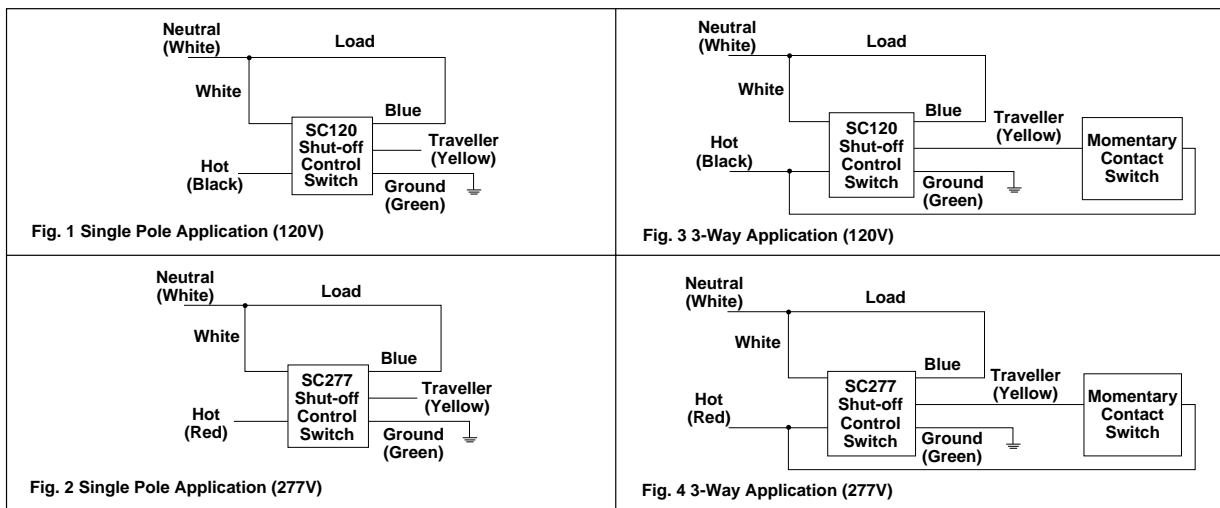 Neutral
(White)
Load
White
Blue
SC120
Shut-off
Control
Switch
Traveller
(Yellow)
Hot
(Black)
Ground
(Green)
Fig. 1 Single Pole Application (120V)
Neutral
(White)
Load
White
Blue
SC120
Shut-off
Control
Switch
Traveller
(Yellow)
Momentary
Contact
Switch
Hot
(Black)
Ground
(Green)
Fig. 3 3-Way Application (120V)
Neutral
(White)
Load
White
Blue
SC277
Shut-off
Control
Switch
Traveller
(Yellow)
Hot
(Red)
Ground
(Green)
Fig. 2 Single Pole Application (277V)
Neutral
(White)
Load
White
Blue
SC277
Shut-off
Control
Switch
Traveller
(Yellow)
Momentary
Contact
Switch
Hot
(Red)
Ground
(Green)
Fig. 4 3-Way Application (277V)